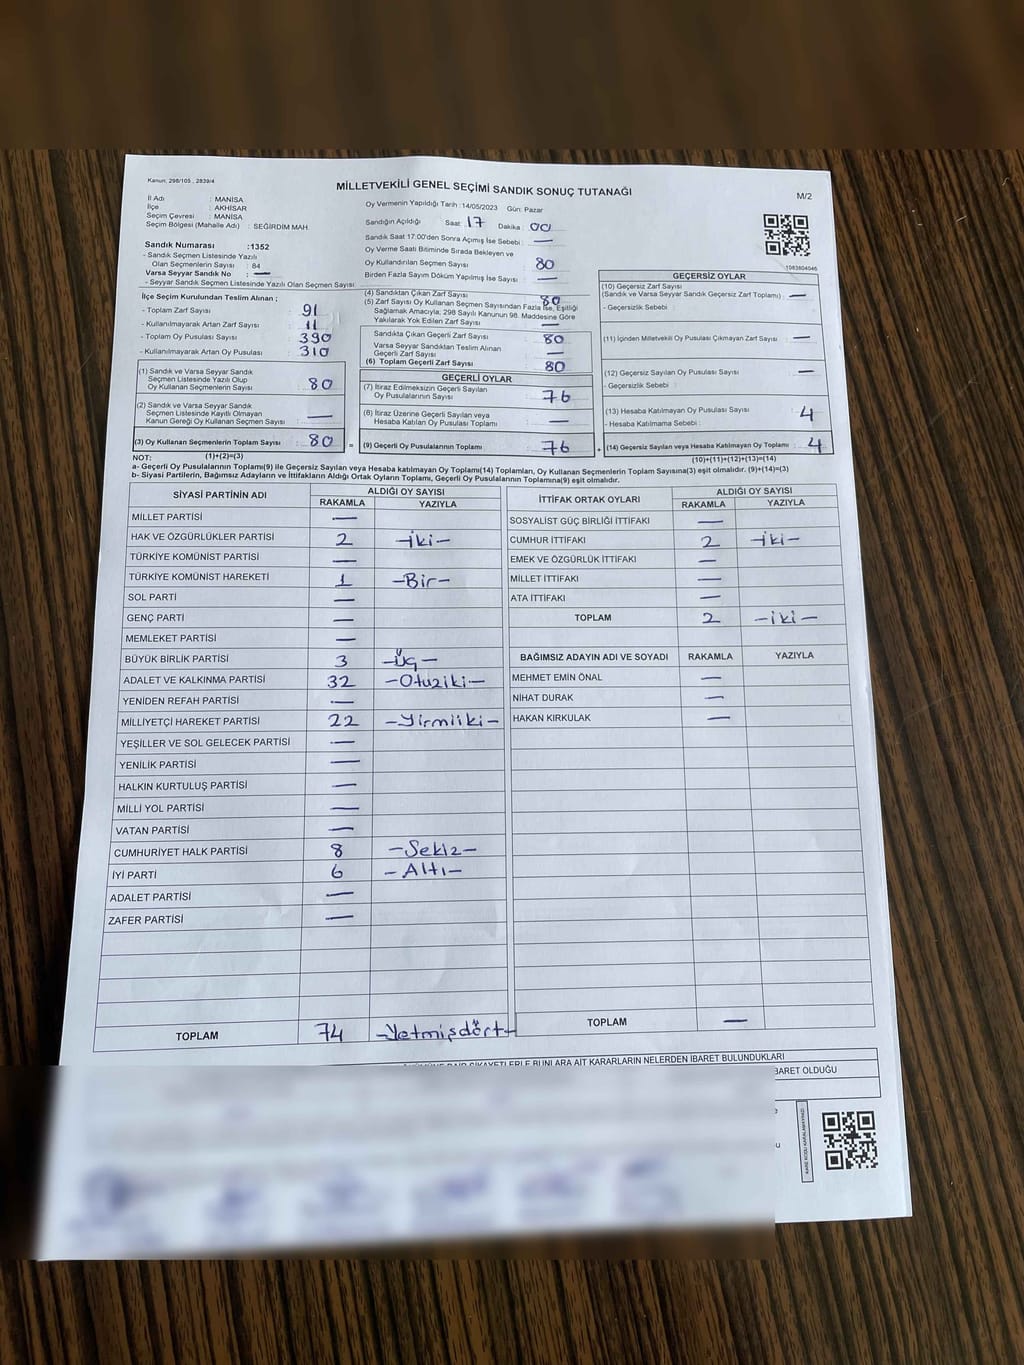 Kanun; 298/105 , 2839/4
MİLLETVEKİLİ GENEL SEÇİMİ SANDIK SONUÇ TUTANAĞI
M/2
İl Adı : MANİSA
İlçe : AKHİSAR
Seçim Çevresi : MANİSA
Seçim Bölgesi (Mahalle Adı) : SEĞİRDİM MAH.
Sandık Numarası :1352
- Sandık Seçmen Listesinde Yazılı
Olan Seçmenlerin Sayısı : 84
Varsa Seyyar Sandık No : —
- Seyyar Sandık Seçmen Listesinde Yazılı Olan Seçmen Sayısı :
Oy Vermenin Yapıldığı Tarih : 14/05/2023 Gün: Pazar
Sandığın Açıldığı Saat : 17 Dakika : 00
Sandık Saat 17:00'den Sonra Açımış İse Sebebi : —
Oy Verme Saati Bitiminde Sırada Bekleyen ve
Oy Kullandırılan Seçmen Sayısı : 80
Birden Fazla Sayım Döküm Yapılmış İse Sayısı : —
1083804046
İlçe Seçim Kurulundan Teslim Alınan ;
- Toplam Zarf Sayısı : 91
- Kullanılmayarak Artan Zarf Sayısı : 11
- Toplam Oy Pusulası Sayısı : 390
- Kullanılmayarak Artan Oy Pusulası : 310
(1) Sandık ve Varsa Seyyar Sandık
Seçmen Listesinde Yazılı Olup
Oy Kullanan Seçmenlerin Sayısı : 80
(2) Sandık ve Varsa Seyyar Sandık
Seçmen Listesinde Kayıtlı Olmayan
Kanun Gereği Oy Kullanan Seçmen Sayısı : —
(3) Oy Kullanan Seçmenlerin Toplam Sayısı : 80 =
(1)+(2)=(3)
(4) Sandıktan Çıkan Zarf Sayısı : 80
(5) Zarf Sayısı Oy Kullanan Seçmen Sayısından Fazla İse, Eşitliği
Sağlamak Amacıyla; 298 Sayılı Kanunun 98. Maddesine Göre
Yakılarak Yok Edilen Zarf Sayısı : —
Sandıkta Çıkan Geçerli Zarf Sayısı : 80
Varsa Seyyar Sandıktan Teslim Alınan
Geçerli Zarf Sayısı : —
(6) Toplam Geçerli Zarf Sayısı : 80
GEÇERLİ OYLAR
(7) İtiraz Edilmeksizin Geçerli Sayılan
Oy Pusulalarının Sayısı : 76
(8) İtiraz Üzerine Geçerli Sayılan veya
Hesaba Katılan Oy Pusulası Toplamı : —
(9) Geçerli Oy Pusulalarının Toplamı : 76 +
GEÇERSİZ OYLAR
(10) Geçersiz Zarf Sayısı
(Sandık ve Varsa Seyyar Sandık Geçersiz Zarf Toplamı) : —
- Geçersizlik Sebebi :
(11) İçinden Milletvekili Oy Pusulası Çıkmayan Zarf Sayısı : —
(12) Geçersiz Sayılan Oy Pusulası Sayısı : —
- Geçersizlik Sebebi :
(13) Hesaba Katılmayan Oy Pusulası Sayısı : 4
- Hesaba Katılmama Sebebi :
(14) Geçersiz Sayılan veya Hesaba Katılmayan Oy Toplamı : 4
(10)+(11)+(12)+(13)=(14)
NOT:
a- Geçerli Oy Pusulalarının Toplamı(9) ile Geçersiz Sayılan veya Hesaba katılmayan Oy Toplamı(14) Toplamları, Oy Kullanan Seçmenlerin Toplam Sayısına(3) eşit olmalıdır. (9)+(14)=(3)
b- Siyasi Partilerin, Bağımsız Adayların ve İttifakların Aldığı Ortak Oyların Toplamı, Geçerli Oy Pusulalarının Toplamına(9) eşit olmalıdır.
SİYASİ PARTİNİN ADI ALDIĞI OY SAYISI
RAKAMLA YAZIYLA
MİLLET PARTİSİ —
HAK VE ÖZGÜRLÜKLER PARTİSİ 2 -iki-
TÜRKİYE KOMÜNİST PARTİSİ —
TÜRKİYE KOMÜNİST HAREKETİ 1 -Bir-
SOL PARTİ —
GENÇ PARTİ —
MEMLEKET PARTİSİ —
BÜYÜK BİRLİK PARTİSİ 3 -Üç-
ADALET VE KALKINMA PARTİSİ 32 -Otuziki-
YENİDEN REFAH PARTİSİ —
MİLLİYETÇİ HAREKET PARTİSİ 22 -Yirmiiki-
YEŞİLLER VE SOL GELECEK PARTİSİ —
YENİLİK PARTİSİ —
HALKIN KURTULUŞ PARTİSİ —
MİLLİ YOL PARTİSİ —
VATAN PARTİSİ —
CUMHURİYET HALK PARTİSİ 8 -Sekiz-
İYİ PARTİ 6 -Altı-
ADALET PARTİSİ —
ZAFER PARTİSİ —
TOPLAM 74 -Yetmişdört-
İTTİFAK ORTAK OYLARI ALDIĞI OY SAYISI
RAKAMLA YAZIYLA
SOSYALİST GÜÇ BİRLİĞİ İTTİFAKI —
CUMHUR İTTİFAKI 2 -iki-
EMEK VE ÖZGÜRLÜK İTTİFAKI —
MİLLET İTTİFAKI —
ATA İTTİFAKI —
TOPLAM 2 -iki-
BAĞIMSIZ ADAYIN ADI VE SOYADI RAKAMLA YAZIYLA
MEHMET EMİN ÖNAL —
NİHAT DURAK —
HAKAN KIRKULAK —
TOPLAM —
ŞİKAYETLERLE BUNLARA AİT KARARLARIN NELERDEN İBARET BULUNDUKLARI
İBARET OLDUĞU
KARE KODU KARALAMAYINIZ